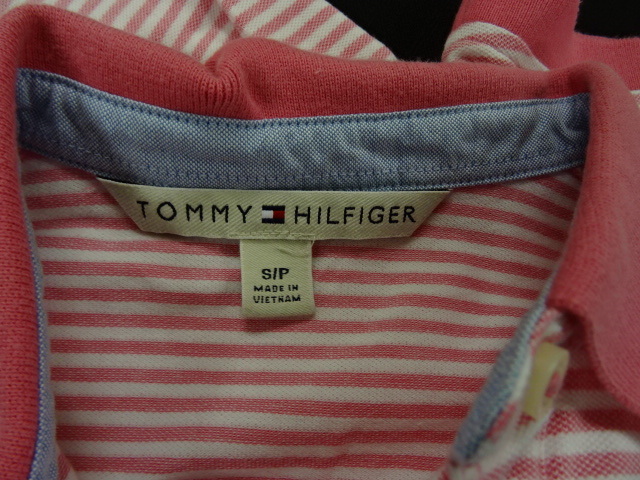 TOMMY HILFIGER
S/P
MADE IN
VIETNAM